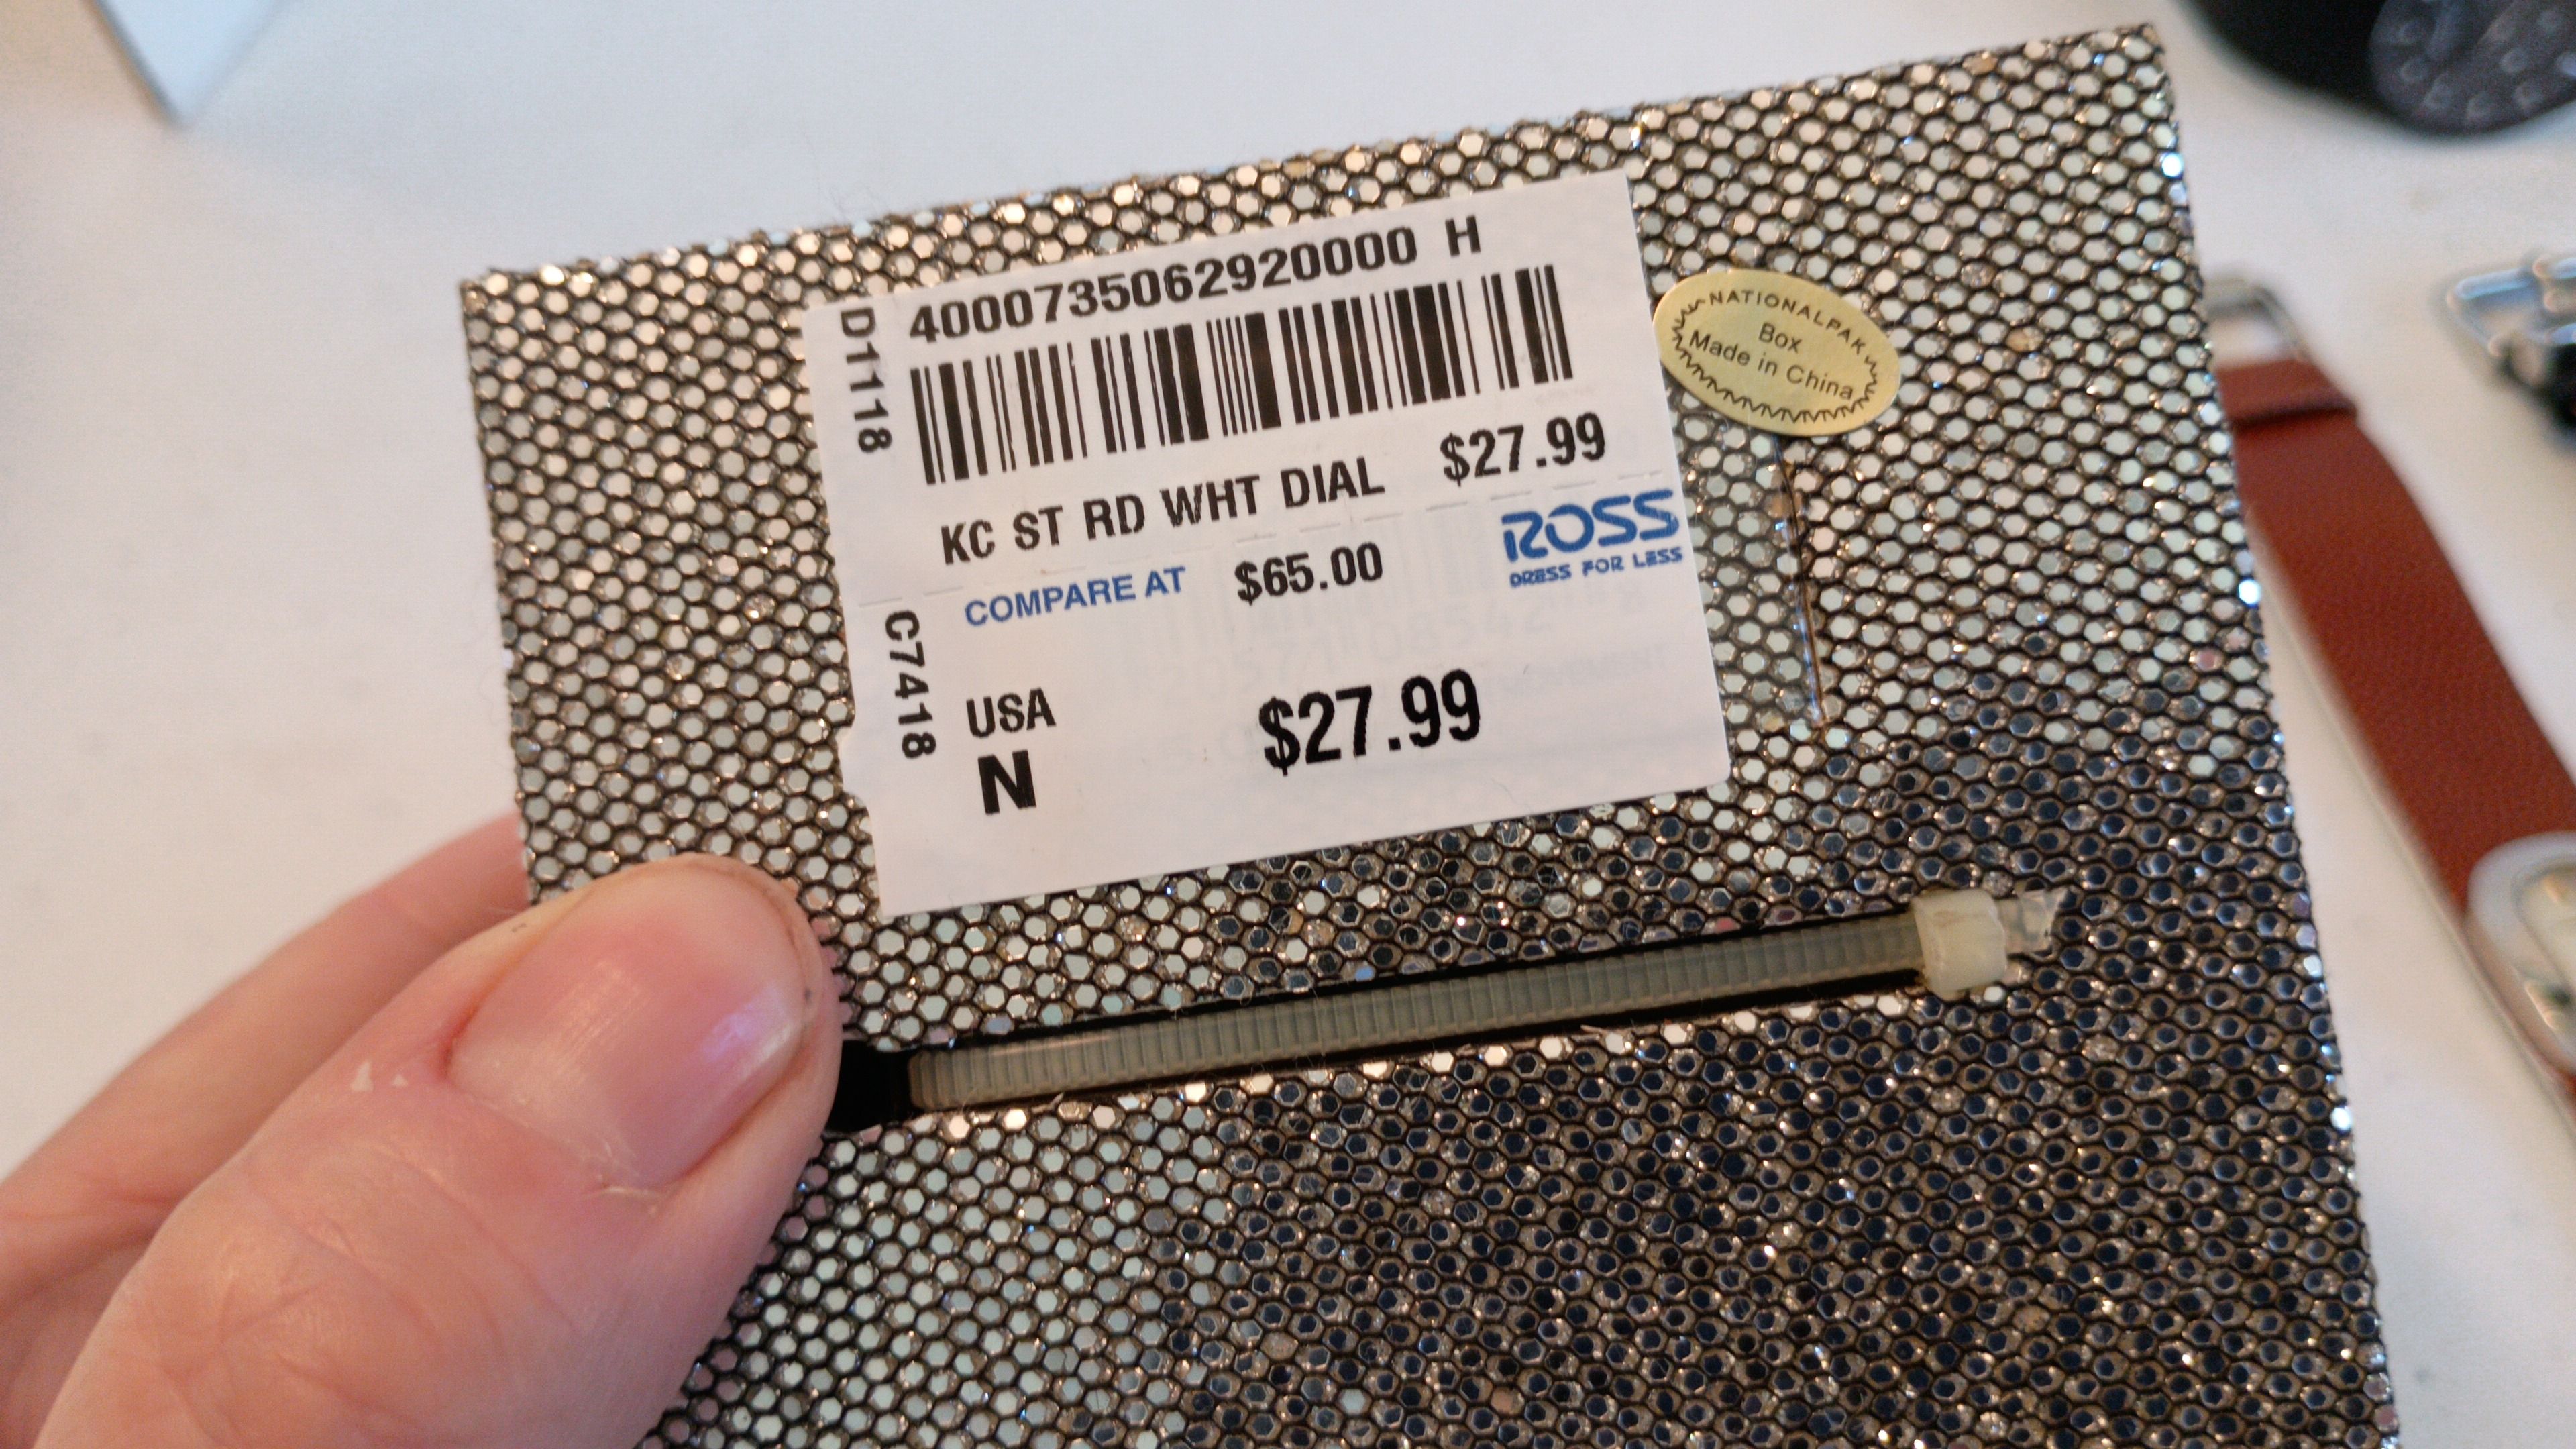 D1118
4000735062920000 H
KC ST RD WHT DIAL $27.99
COMPARE AT $65.00
ROSS
DRESS FOR LESS
C7418
USA
N
$27.99
NATIONALPAK
Box
Made in China